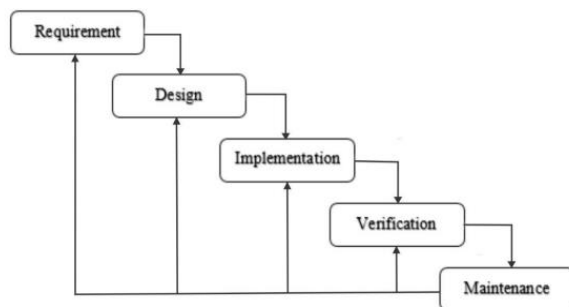 Requirement
Design
Implementation
Verification
Maintenance